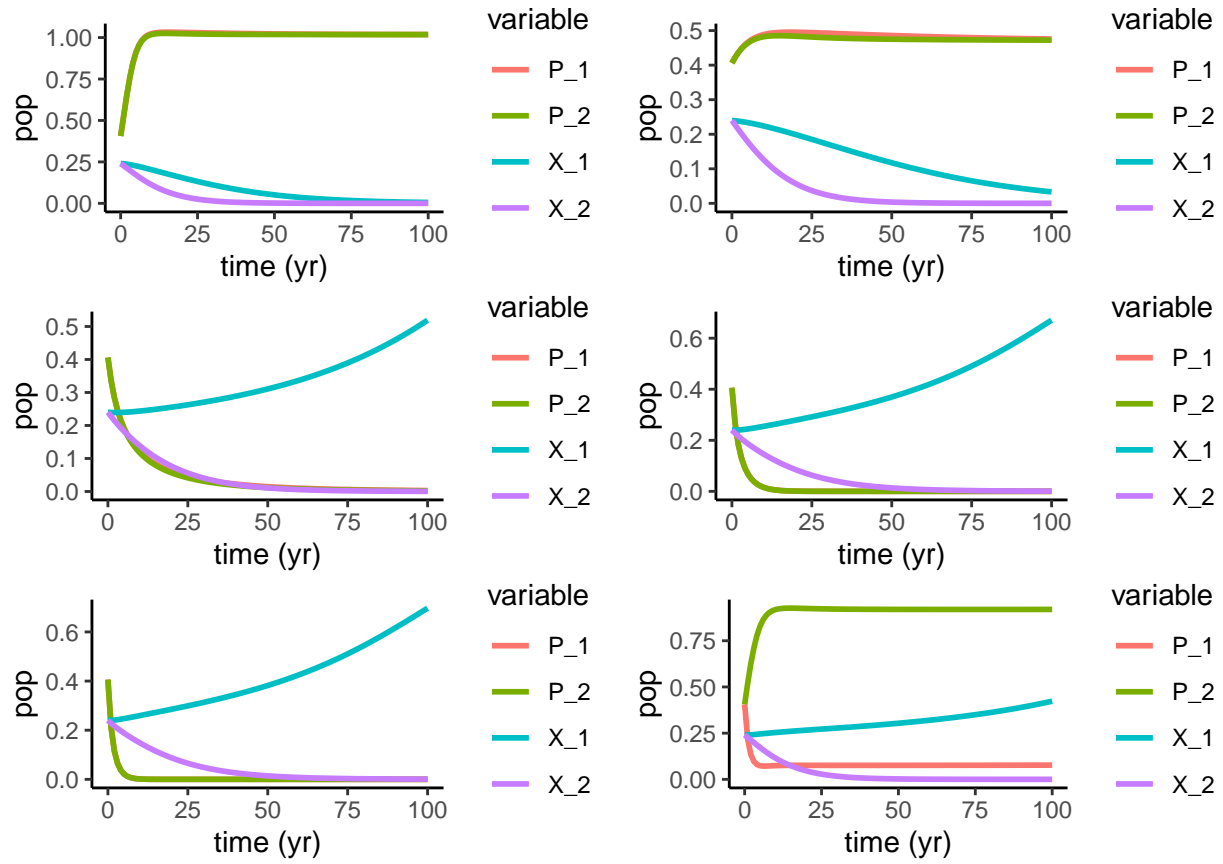 variable
P_1
P_2
X_1
X_2
pop
1.00
0.75
0.50
0.25
0.00
0 25 50 75 100
time (yr)
variable
P_1
P_2
X_1
X_2
pop
0.5
0.4
0.3
0.2
0.1
0.0
0 25 50 75 100
time (yr)
variable
P_1
P_2
X_1
X_2
pop
0.5
0.4
0.3
0.2
0.1
0.0
0 25 50 75 100
time (yr)
variable
P_1
P_2
X_1
X_2
pop
0.6
0.4
0.2
0.0
0 25 50 75 100
time (yr)
variable
P_1
P_2
X_1
X_2
pop
0.6
0.4
0.2
0.0
0 25 50 75 100
time (yr)
variable
P_1
P_2
X_1
X_2
pop
0.75
0.50
0.25
0.00
0 25 50 75 100
time (yr)